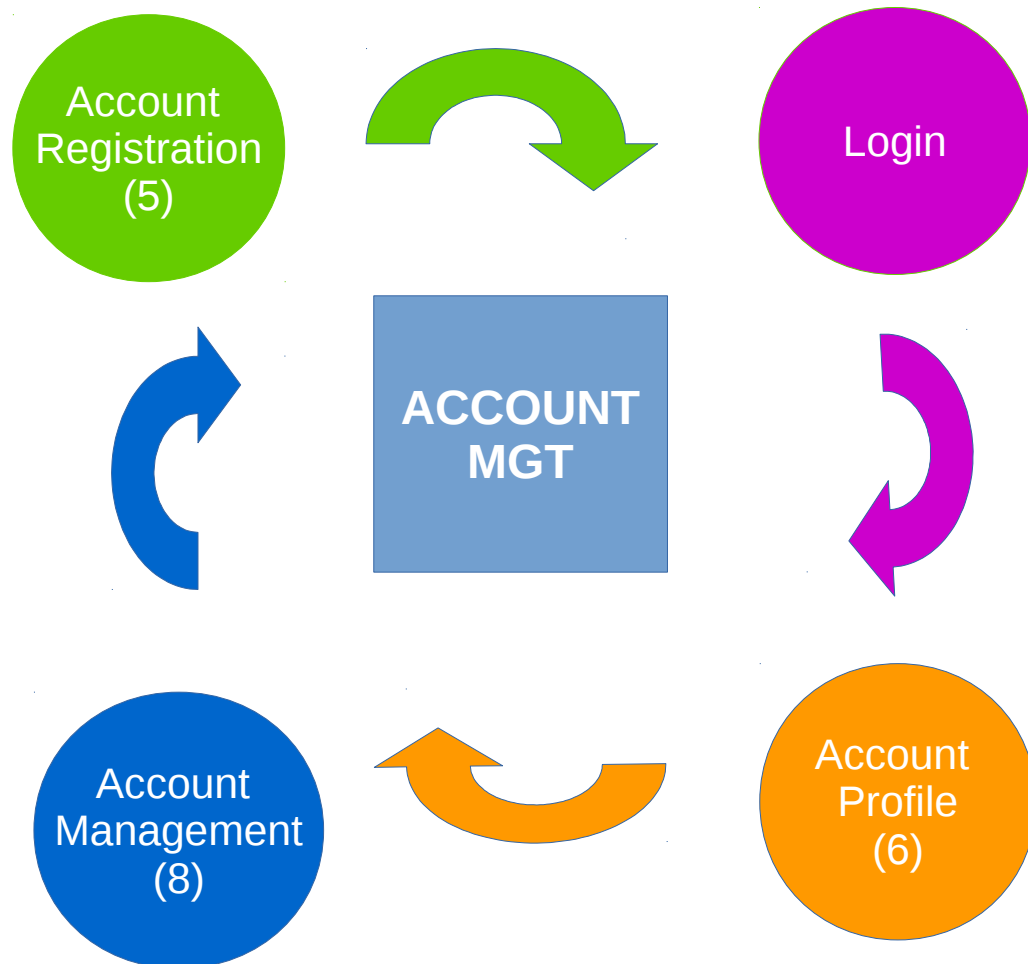 Account
Registration
(5)
Login
ACCOUNT
MGT
Account
Management
(8)
Account
Profile
(6)